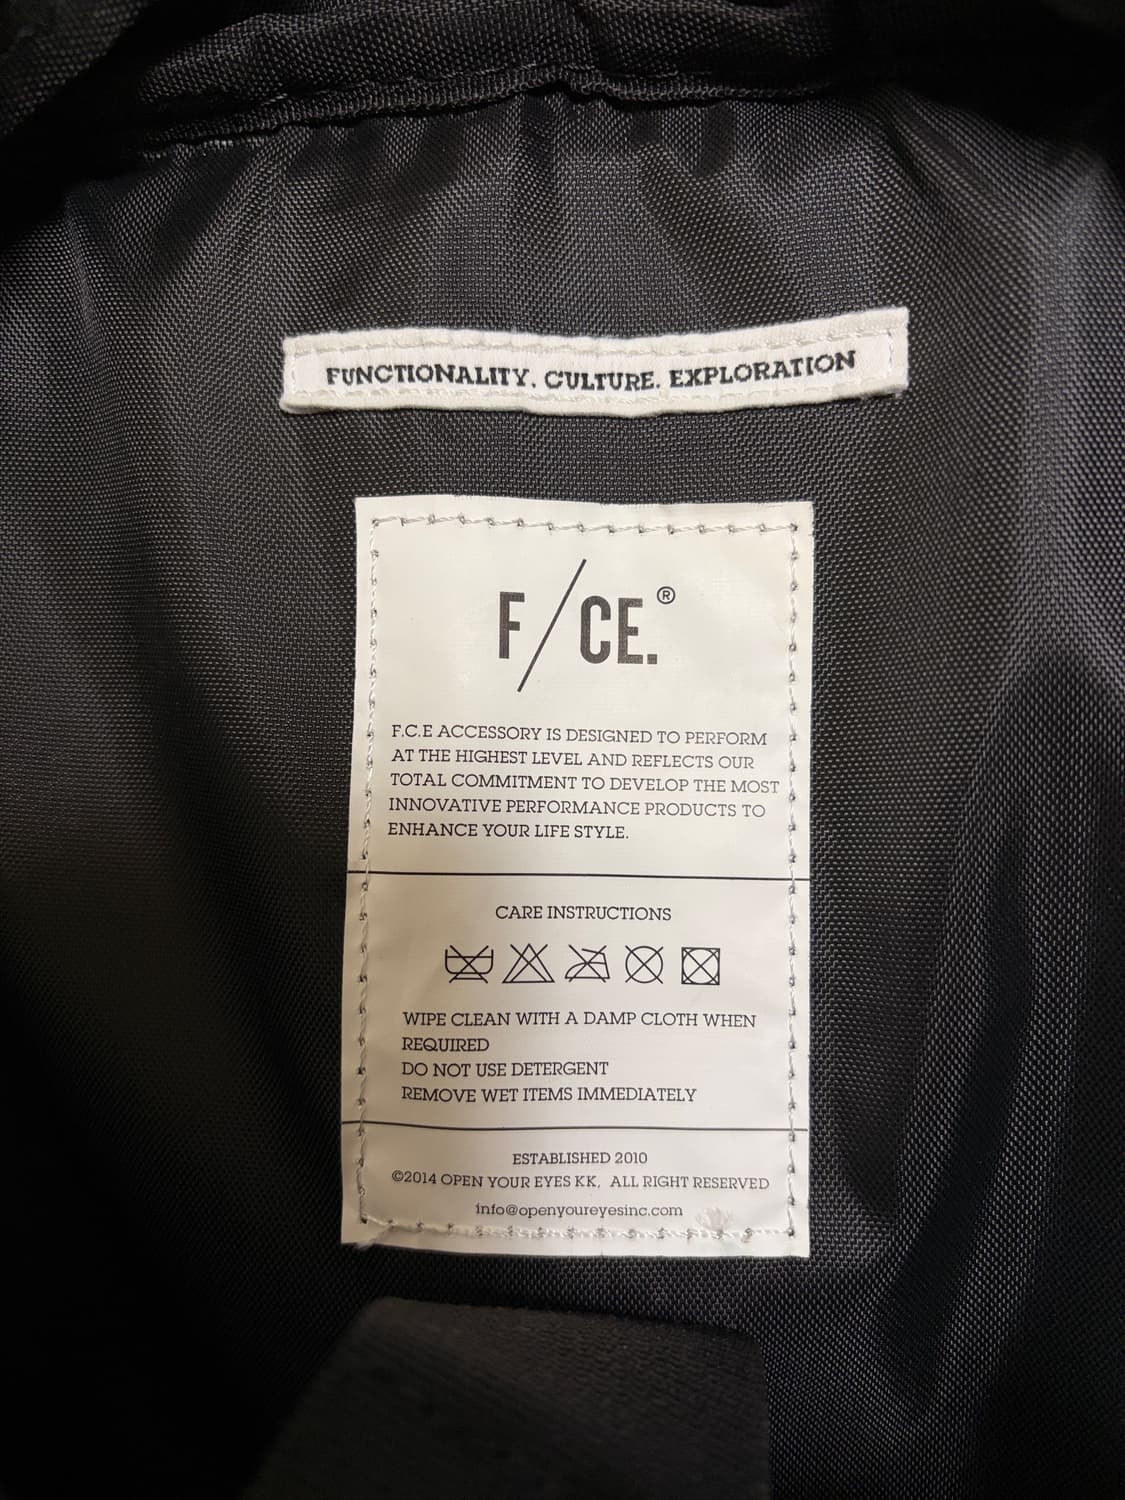 FUNCTIONALITY. CULTURE. EXPLORATION
F/CE.®
F.C.E ACCESSORY IS DESIGNED TO PERFORM
AT THE HIGHEST LEVEL AND REFLECTS OUR
TOTAL COMMITMENT TO DEVELOP THE MOST
INNOVATIVE PERFORMANCE PRODUCTS TO
ENHANCE YOUR LIFE STYLE.
CARE INSTRUCTIONS
WIPE CLEAN WITH A DAMP CLOTH WHEN
REQUIRED
DO NOT USE DETERGENT
REMOVE WET ITEMS IMMEDIATELY
ESTABLISHED 2010
©2014 OPEN YOUR EYES KK, ALL RIGHT RESERVED
info@openyoureyesinc.com